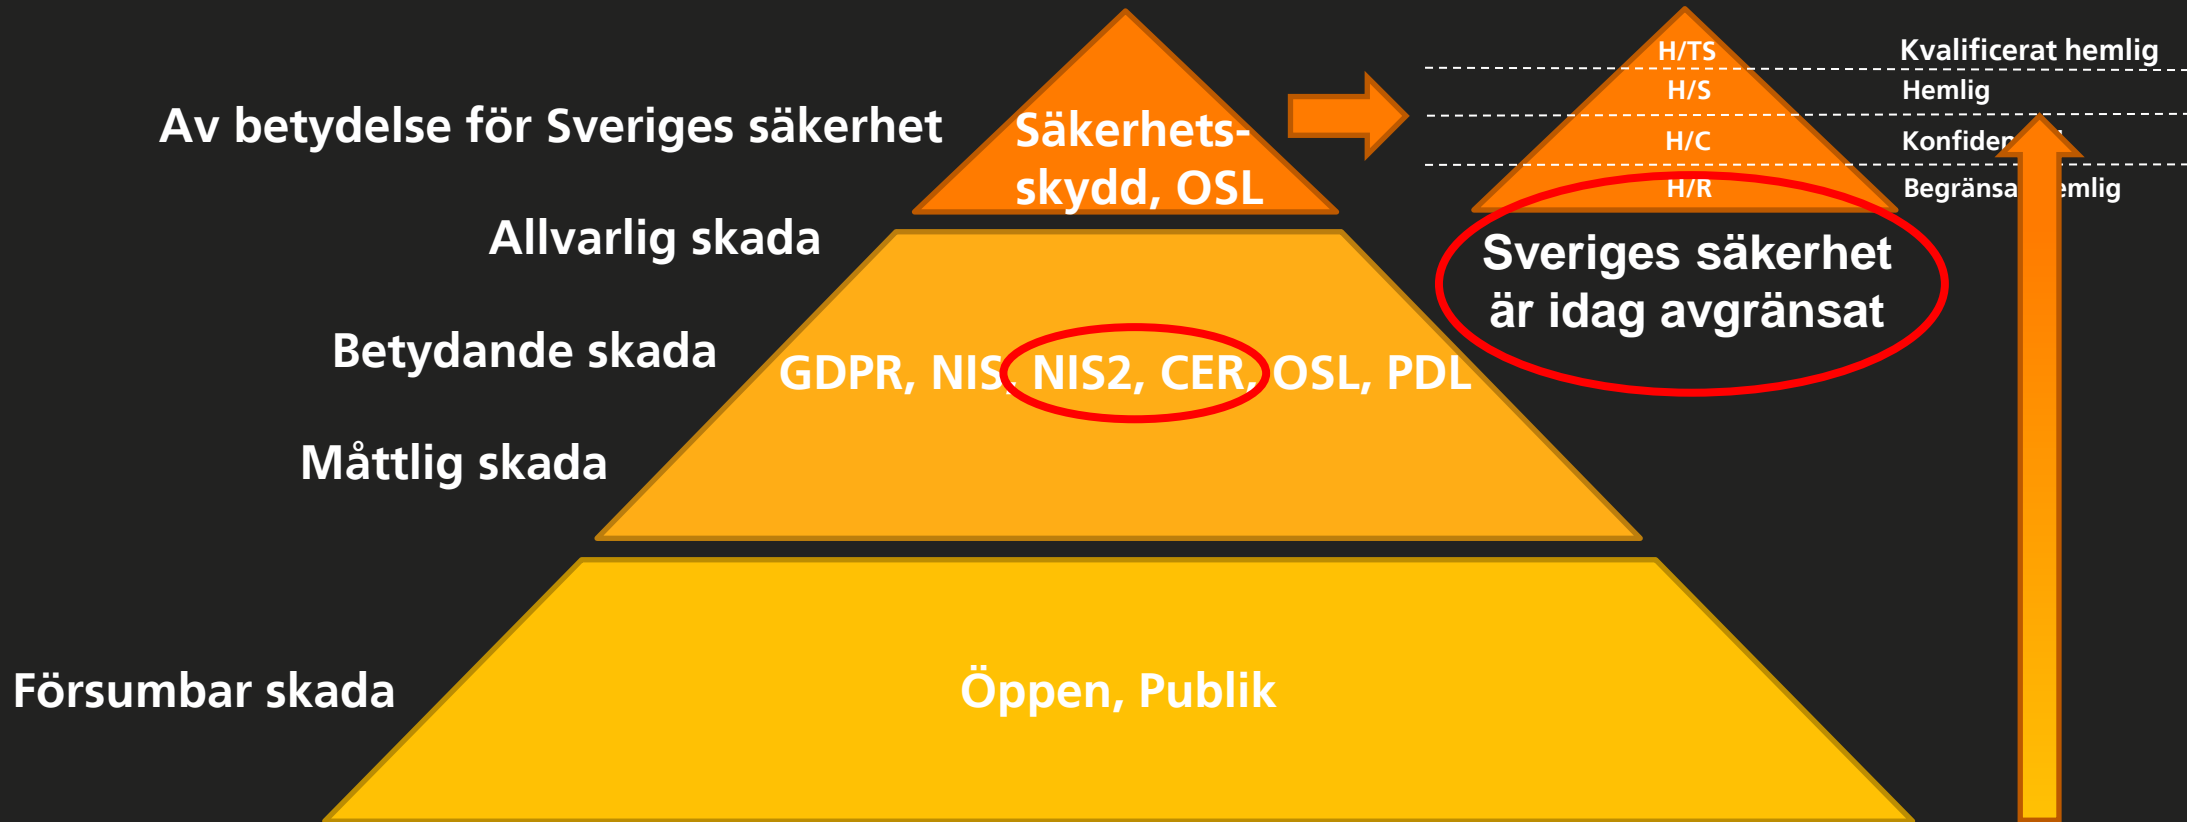 Av betydelse för Sveriges säkerhet
Säkerhets-
skydd, OSL
Allvarlig skada
Betydande skada
GDPR, NIS, NIS2, CER, OSL, PDL
Måttlig skada
Försumbar skada
Öppen, Publik
H/TS
Kvalificerat hemlig
H/S
Hemlig
H/C
H/R
Sveriges säkerhet
är idag avgränsat